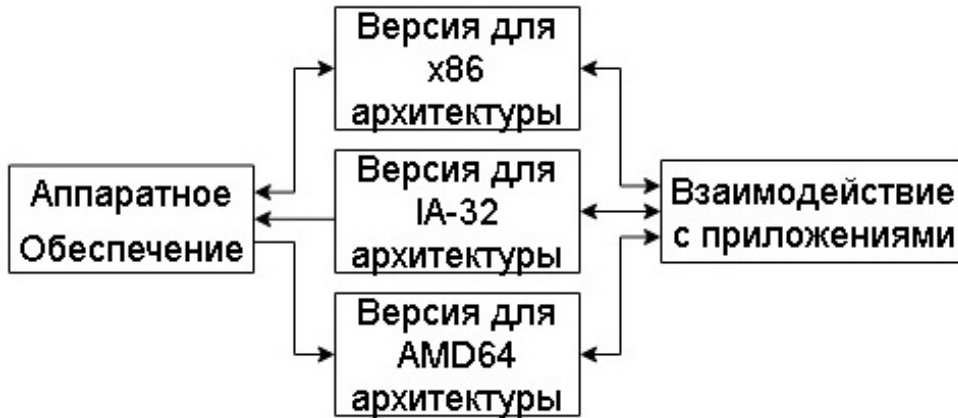 Версия для
x86
архитектуры
Аппаратное
Обеспечение
Версия для
IA-32
архитектуры
Взаимодействие
с приложениями
Версия для
AMD64
архитектуры